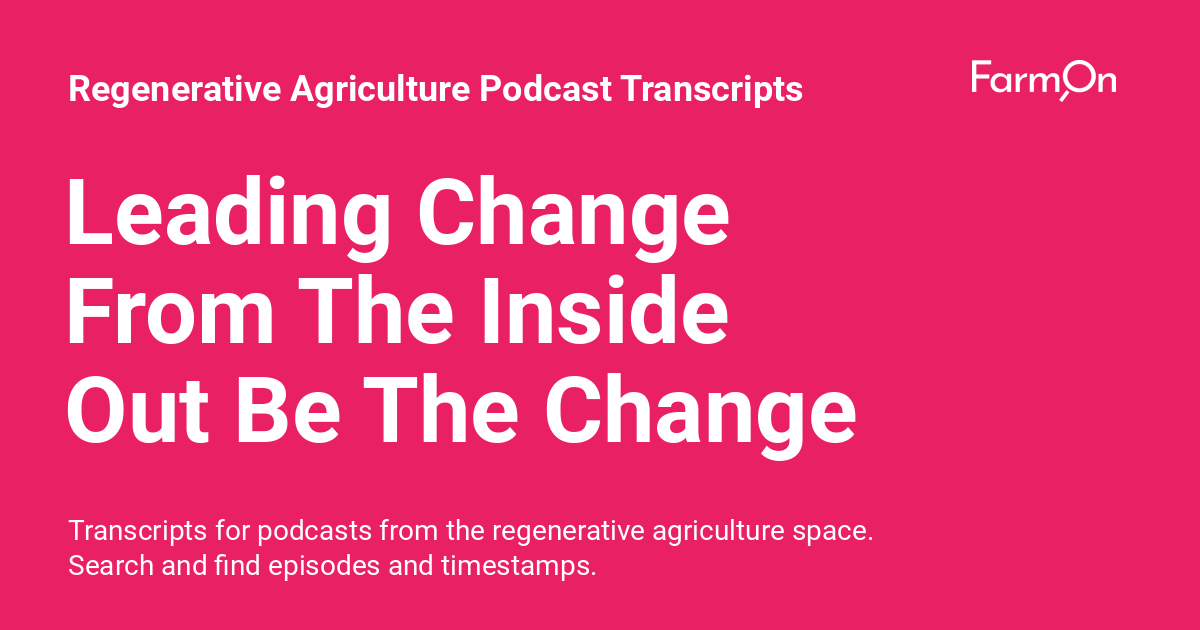 Regenerative Agriculture Podcast Transcripts
FarmOn
Leading Change
From The Inside
Out Be The Change
Transcripts for podcasts from the regenerative agriculture space.
Search and find episodes and timestamps.